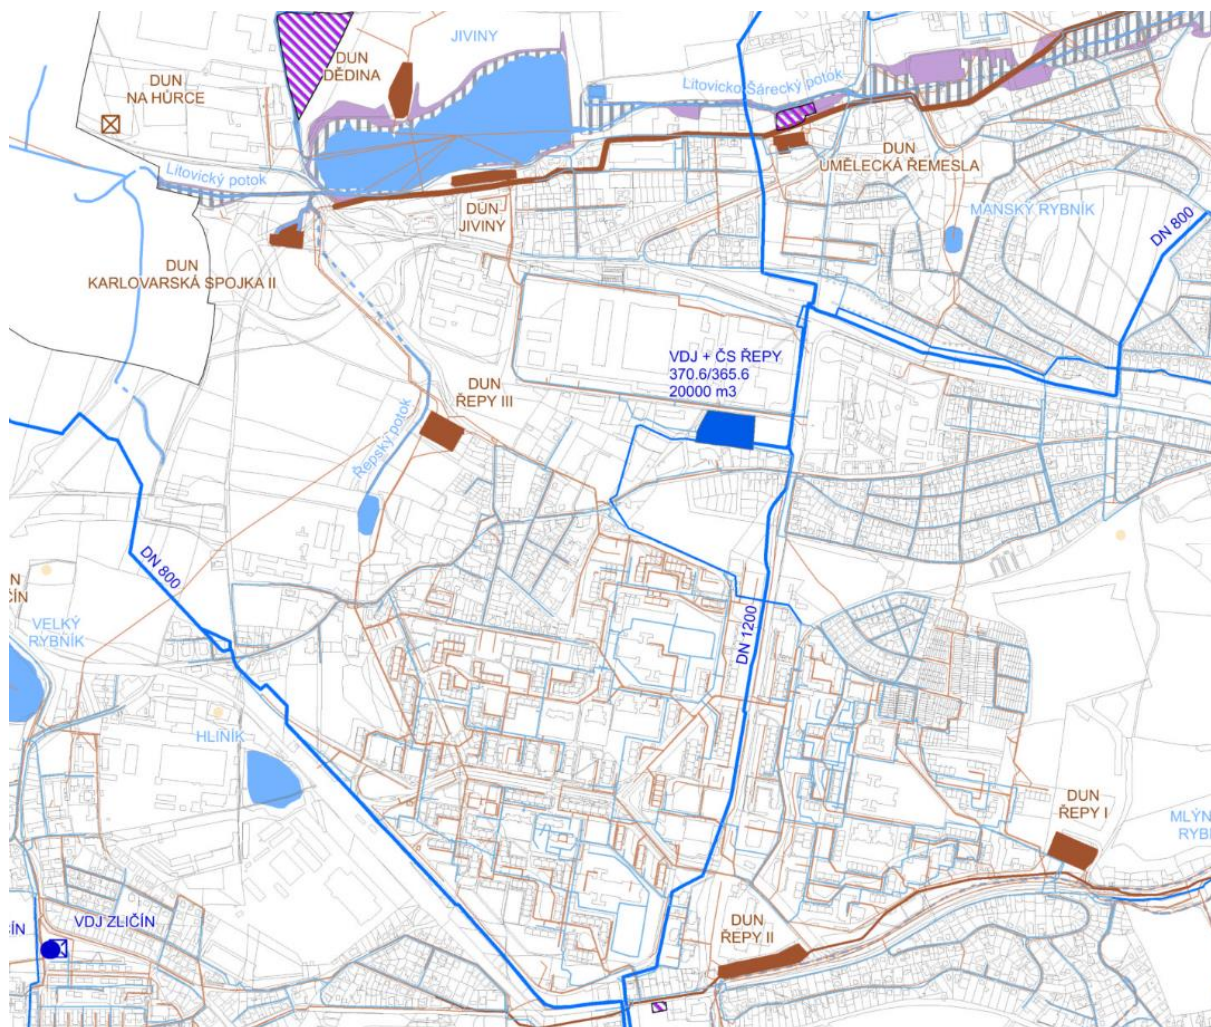 JIVINY
DUN
DĚDINA
DUN
NA HŮRCE
Litovicko-Šárecký potok
DUN
UMĚLECKÁ ŘEMESLA
Litovický potok
DUN
JIVINY
MANSKÝ RYBNÍK
DN 800
DUN
KARLOVARSKÁ SPOJKA II
VDJ + ČS ŘEPY
370.6/365.6
20000 m3
DUN
ŘEPY III
Řepský potok
DN 800
N
ČÍN
VELKÝ
RYBNÍK
DN 1200
HLINÍK
DUN
ŘEPY I
MLÝN
RYB
DUN
ŘEPY II
ČÍN
VDJ ZLIČÍN